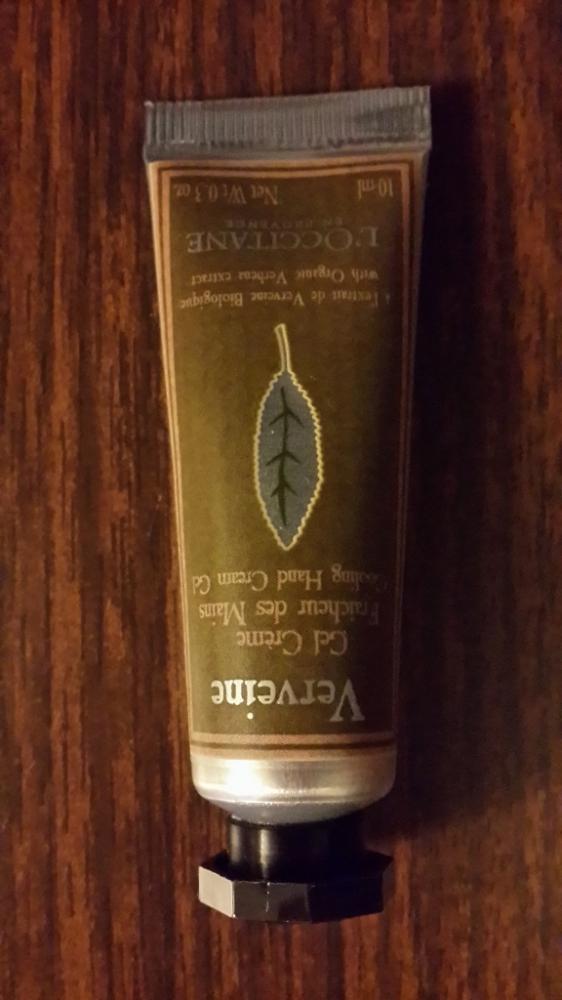 Verveine
Gel Crème
Fraîcheur des Mains
Cooling Hand Cream Gel
à l'extrait de Verveine Biologique
with Organic Verbena extract
L'OCCITANE
EN PROVENCE
10 ml Net Wt 0.3 oz.